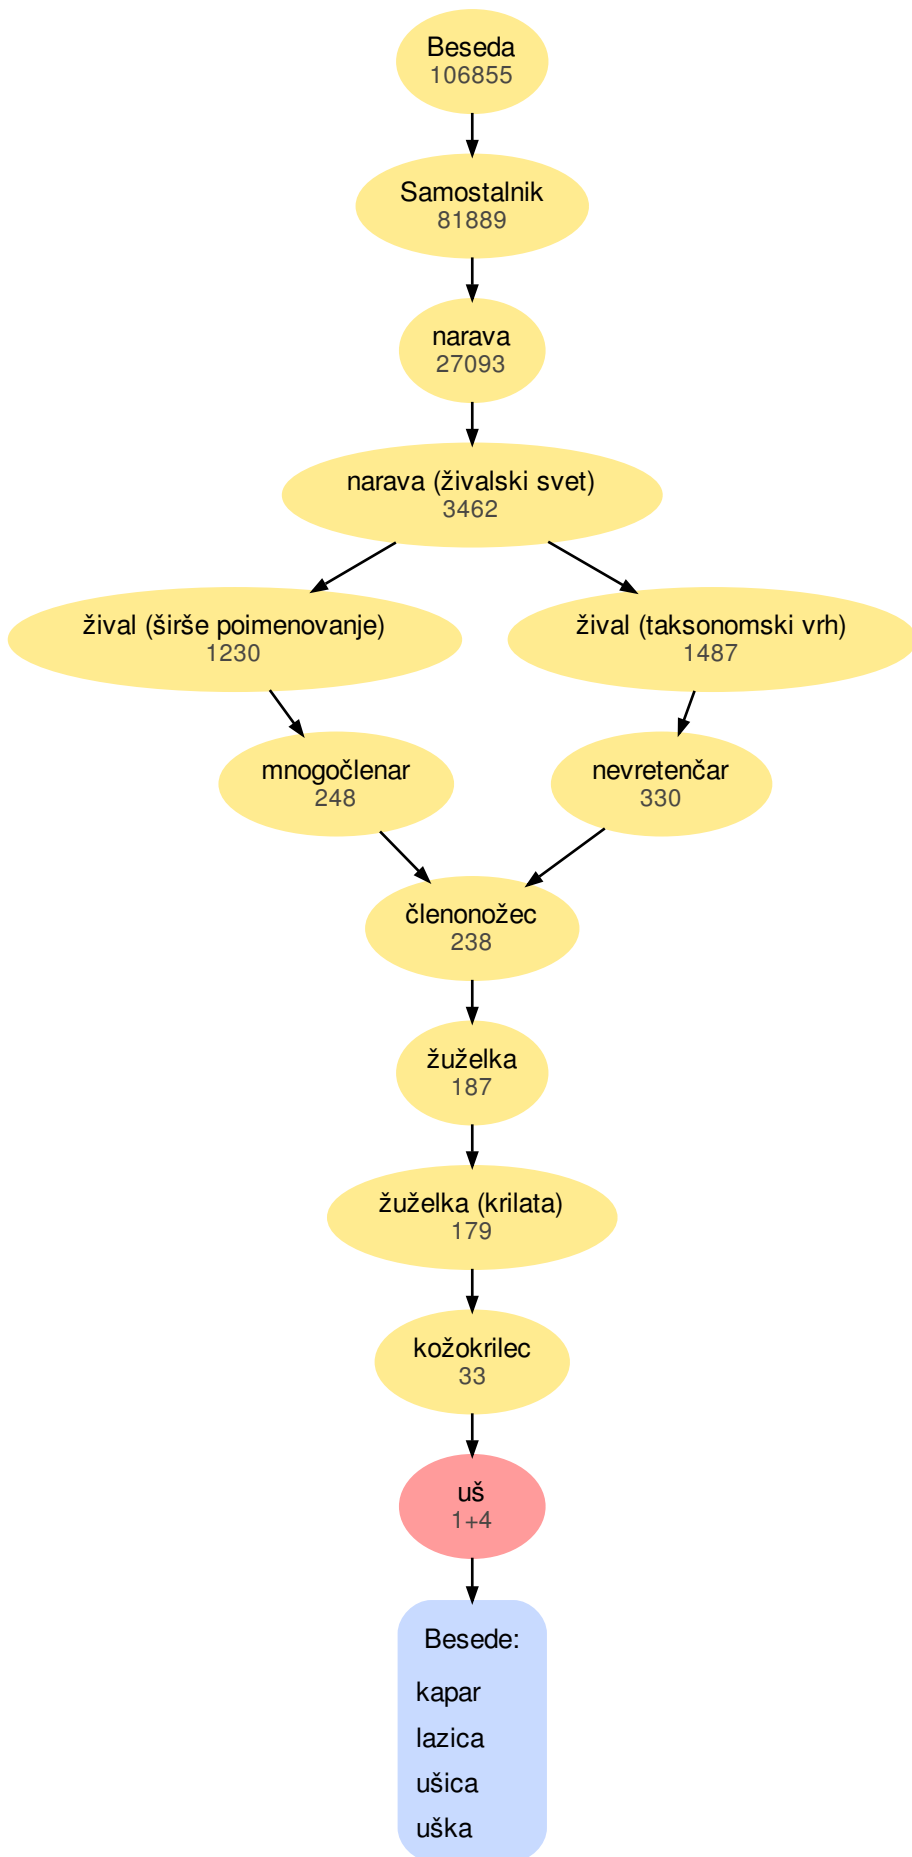 Beseda
106855
Samostalnik
81889
narava
27093
narava (živalski svet)
3462
žival (širše poimenovanje)
1230
žival (taksonomski vrh)
1487
mnogočlenar
248
nevretenčar
330
členonožec
238
žuželka
187
žuželka (krilata)
179
kožokrilec
33
uš
1+4
Besede:
kapar
lazica
ušica
uška